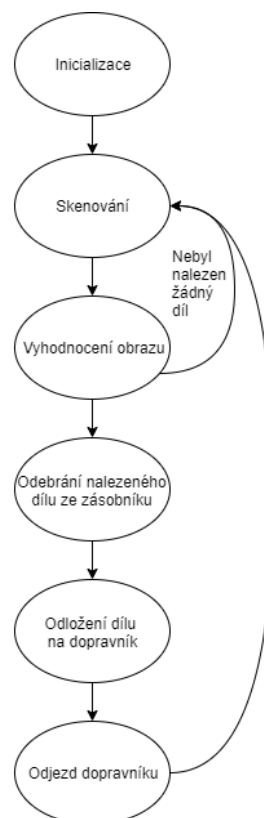 Inicializace
Skenování
Nebyl
nalezen
žádný
díl
Vyhodnocení obrazu
Odebrání nalezeného
dílu ze zásobníku
Odložení dílu
na dopravník
Odjezd dopravníku